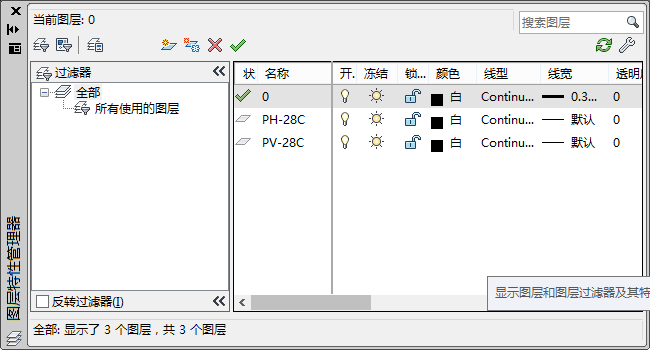 当前图层: 0
搜索图层
过滤器
全部
所有使用的图层
反转过滤器(I)
状 名称 开. 冻结 锁... 颜色 线型 线宽 透明
0 白 Continu... 0.3... 0
PH-28C 白 Continu... 默认 0
PV-28C 白 Continu... 默认 0
显示图层和图层过滤器及其特
全部: 显示了 3 个图层，共 3 个图层
图层特性管理器